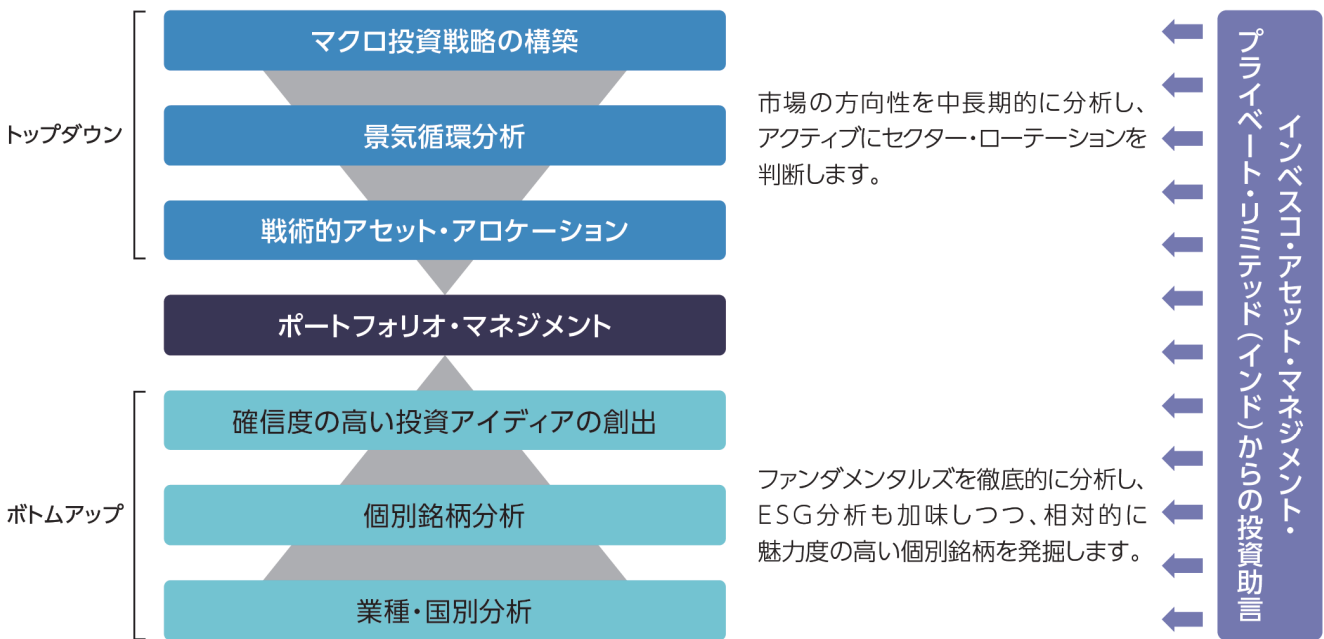 トップダウン
マクロ投資戦略の構築
景気循環分析
戦術的アセット・アロケーション
市場の方向性を中長期的に分析し、
アクティブにセクター・ローテーションを
判断します。
ポートフォリオ・マネジメント
ボトムアップ
確信度の高い投資アイディアの創出
個別銘柄分析
業種・国別分析
ファンダメンタルズを徹底的に分析し、
ESG分析も加味しつつ、相対的に
魅力度の高い個別銘柄を発掘します。
インベスコ・アセット・マネジメント・
プライベート・リミテッド(インド)からの投資助言